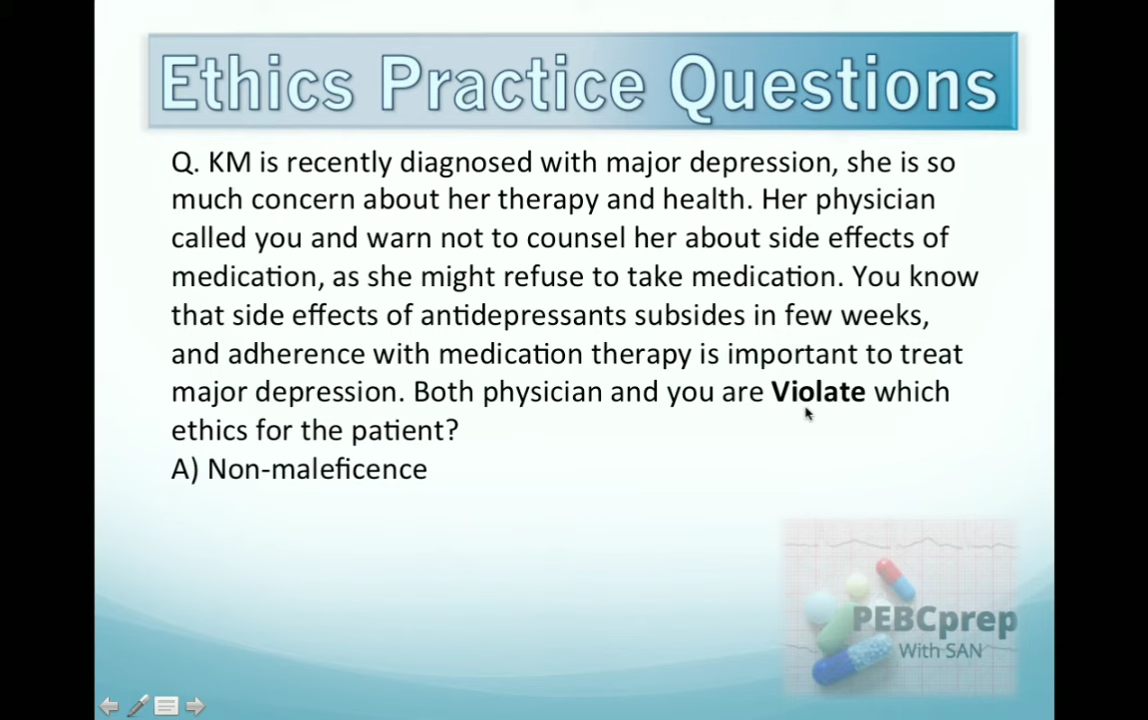 Ethics Practice Questions
Q. KM is recently diagnosed with major depression, she is so
much concern about her therapy and health. Her physician
called you and warn not to counsel her about side effects of
medication, as she might refuse to take medication. You know
that side effects of antidepressants subsides in few weeks,
and adherence with medication therapy is important to treat
major depression. Both physician and you are Violate which
ethics for the patient?
A) Non-maleficence
PEBCprep
With SAN